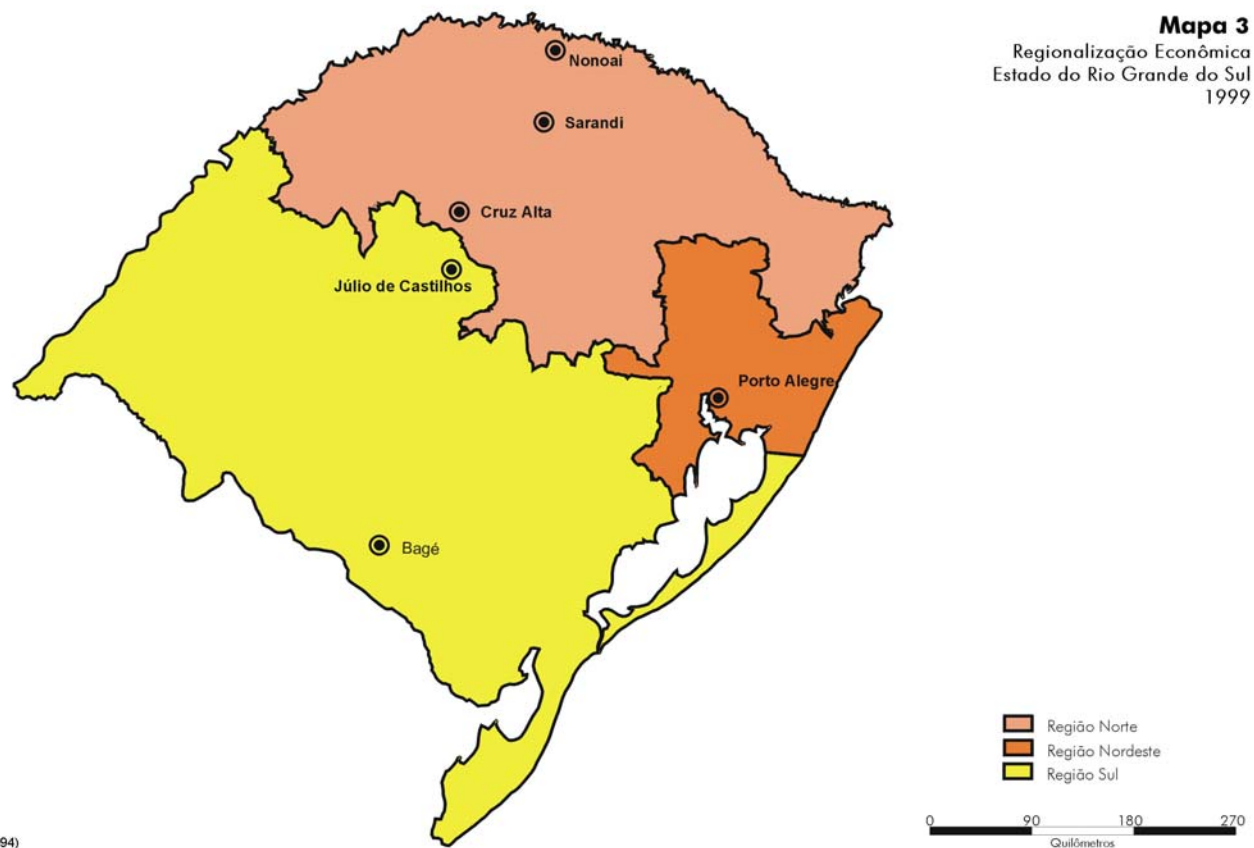 Mapa 3
Regionalização Econômica
Estado do Rio Grande do Sul
1999
Nonoai
Sarandi
Cruz Alta
Júlio de Castilhos
Porto Alegre
Bagé
Região Norte
Região Nordeste
Região Sul
0 90 180 270
Quilômetros
94)